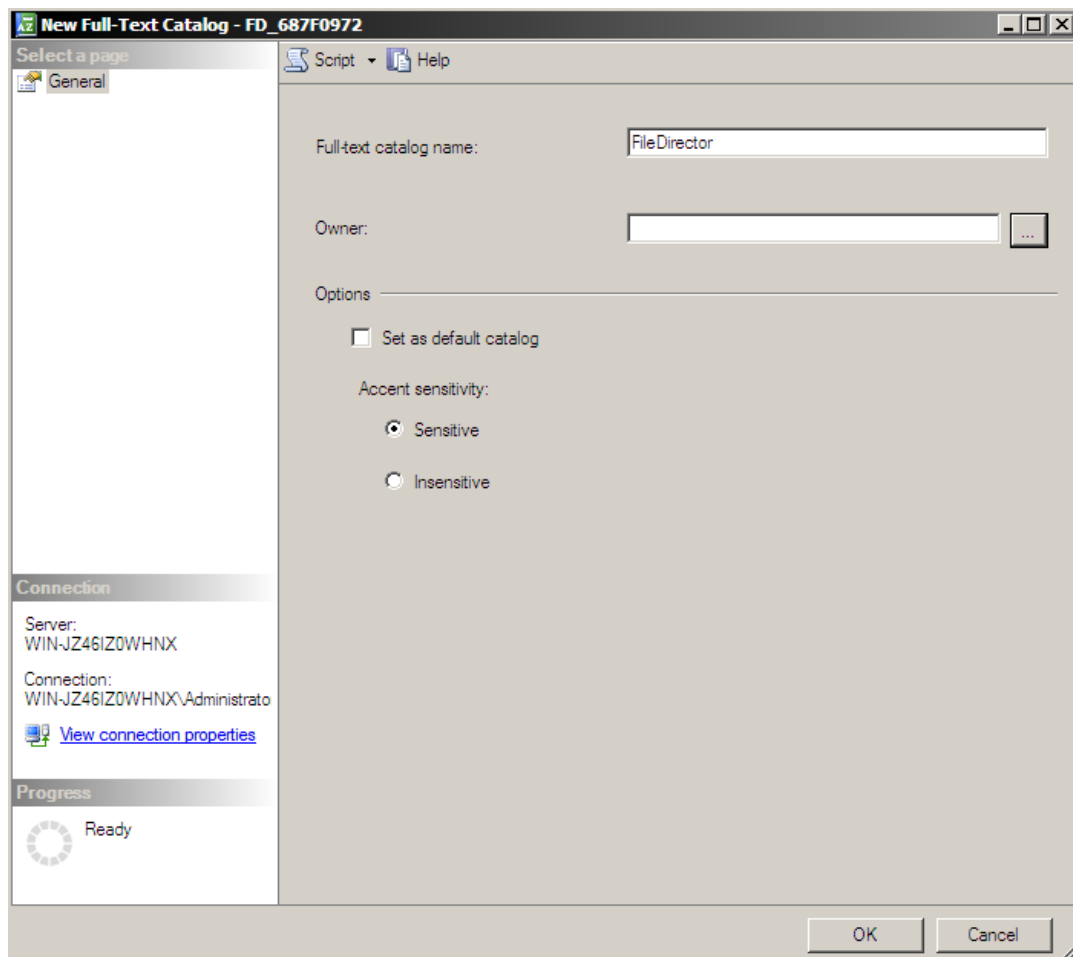 New Full-Text Catalog - FD_687F0972
Select a page
General
Script
Help
Full-text catalog name:
FileDirector
Owner:
...
Options
Set as default catalog
Accent sensitivity:
Sensitive
Insensitive
Connection
Server:
WIN-JZ46IZ0WHNX
Connection:
WIN-JZ46IZ0WHNX\Administrato
View connection properties
Progress
Ready
OK
Cancel